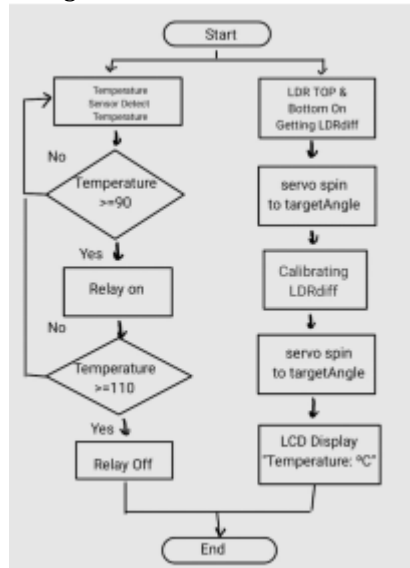 Start
Temperature
Sensor Detect
Temperature
No
Temperature
>=90
Yes
Relay on
No
Temperature
>=110
Yes
Relay Off
LDR TOP &
Bottom On
Getting LDRdiff
servo spin
to targetAngle
Calibrating
LDRdiff
servo spin
to targetAngle
LCD Display
"Temperature: ºC"
End